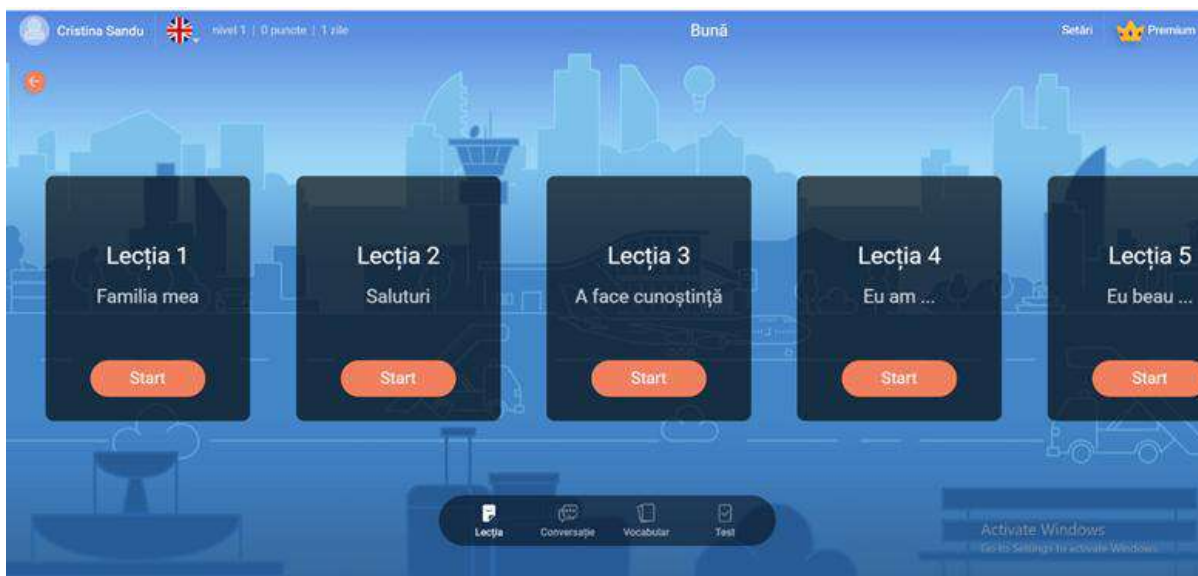 Cristina Sandu
nivel 1 | 0 puncte | 1 zile
Bună
Setări
Premium
Lecția 1
Familia mea
Start
Lecția 2
Saluturi
Start
Lecția 3
A face cunoștință
Start
Lecția 4
Eu am ...
Start
Lecția 5
Eu beau ...
Start
Lecția
Conversație
Vocabular
Test
Activate Windows
Go to Settings to activate Windows.